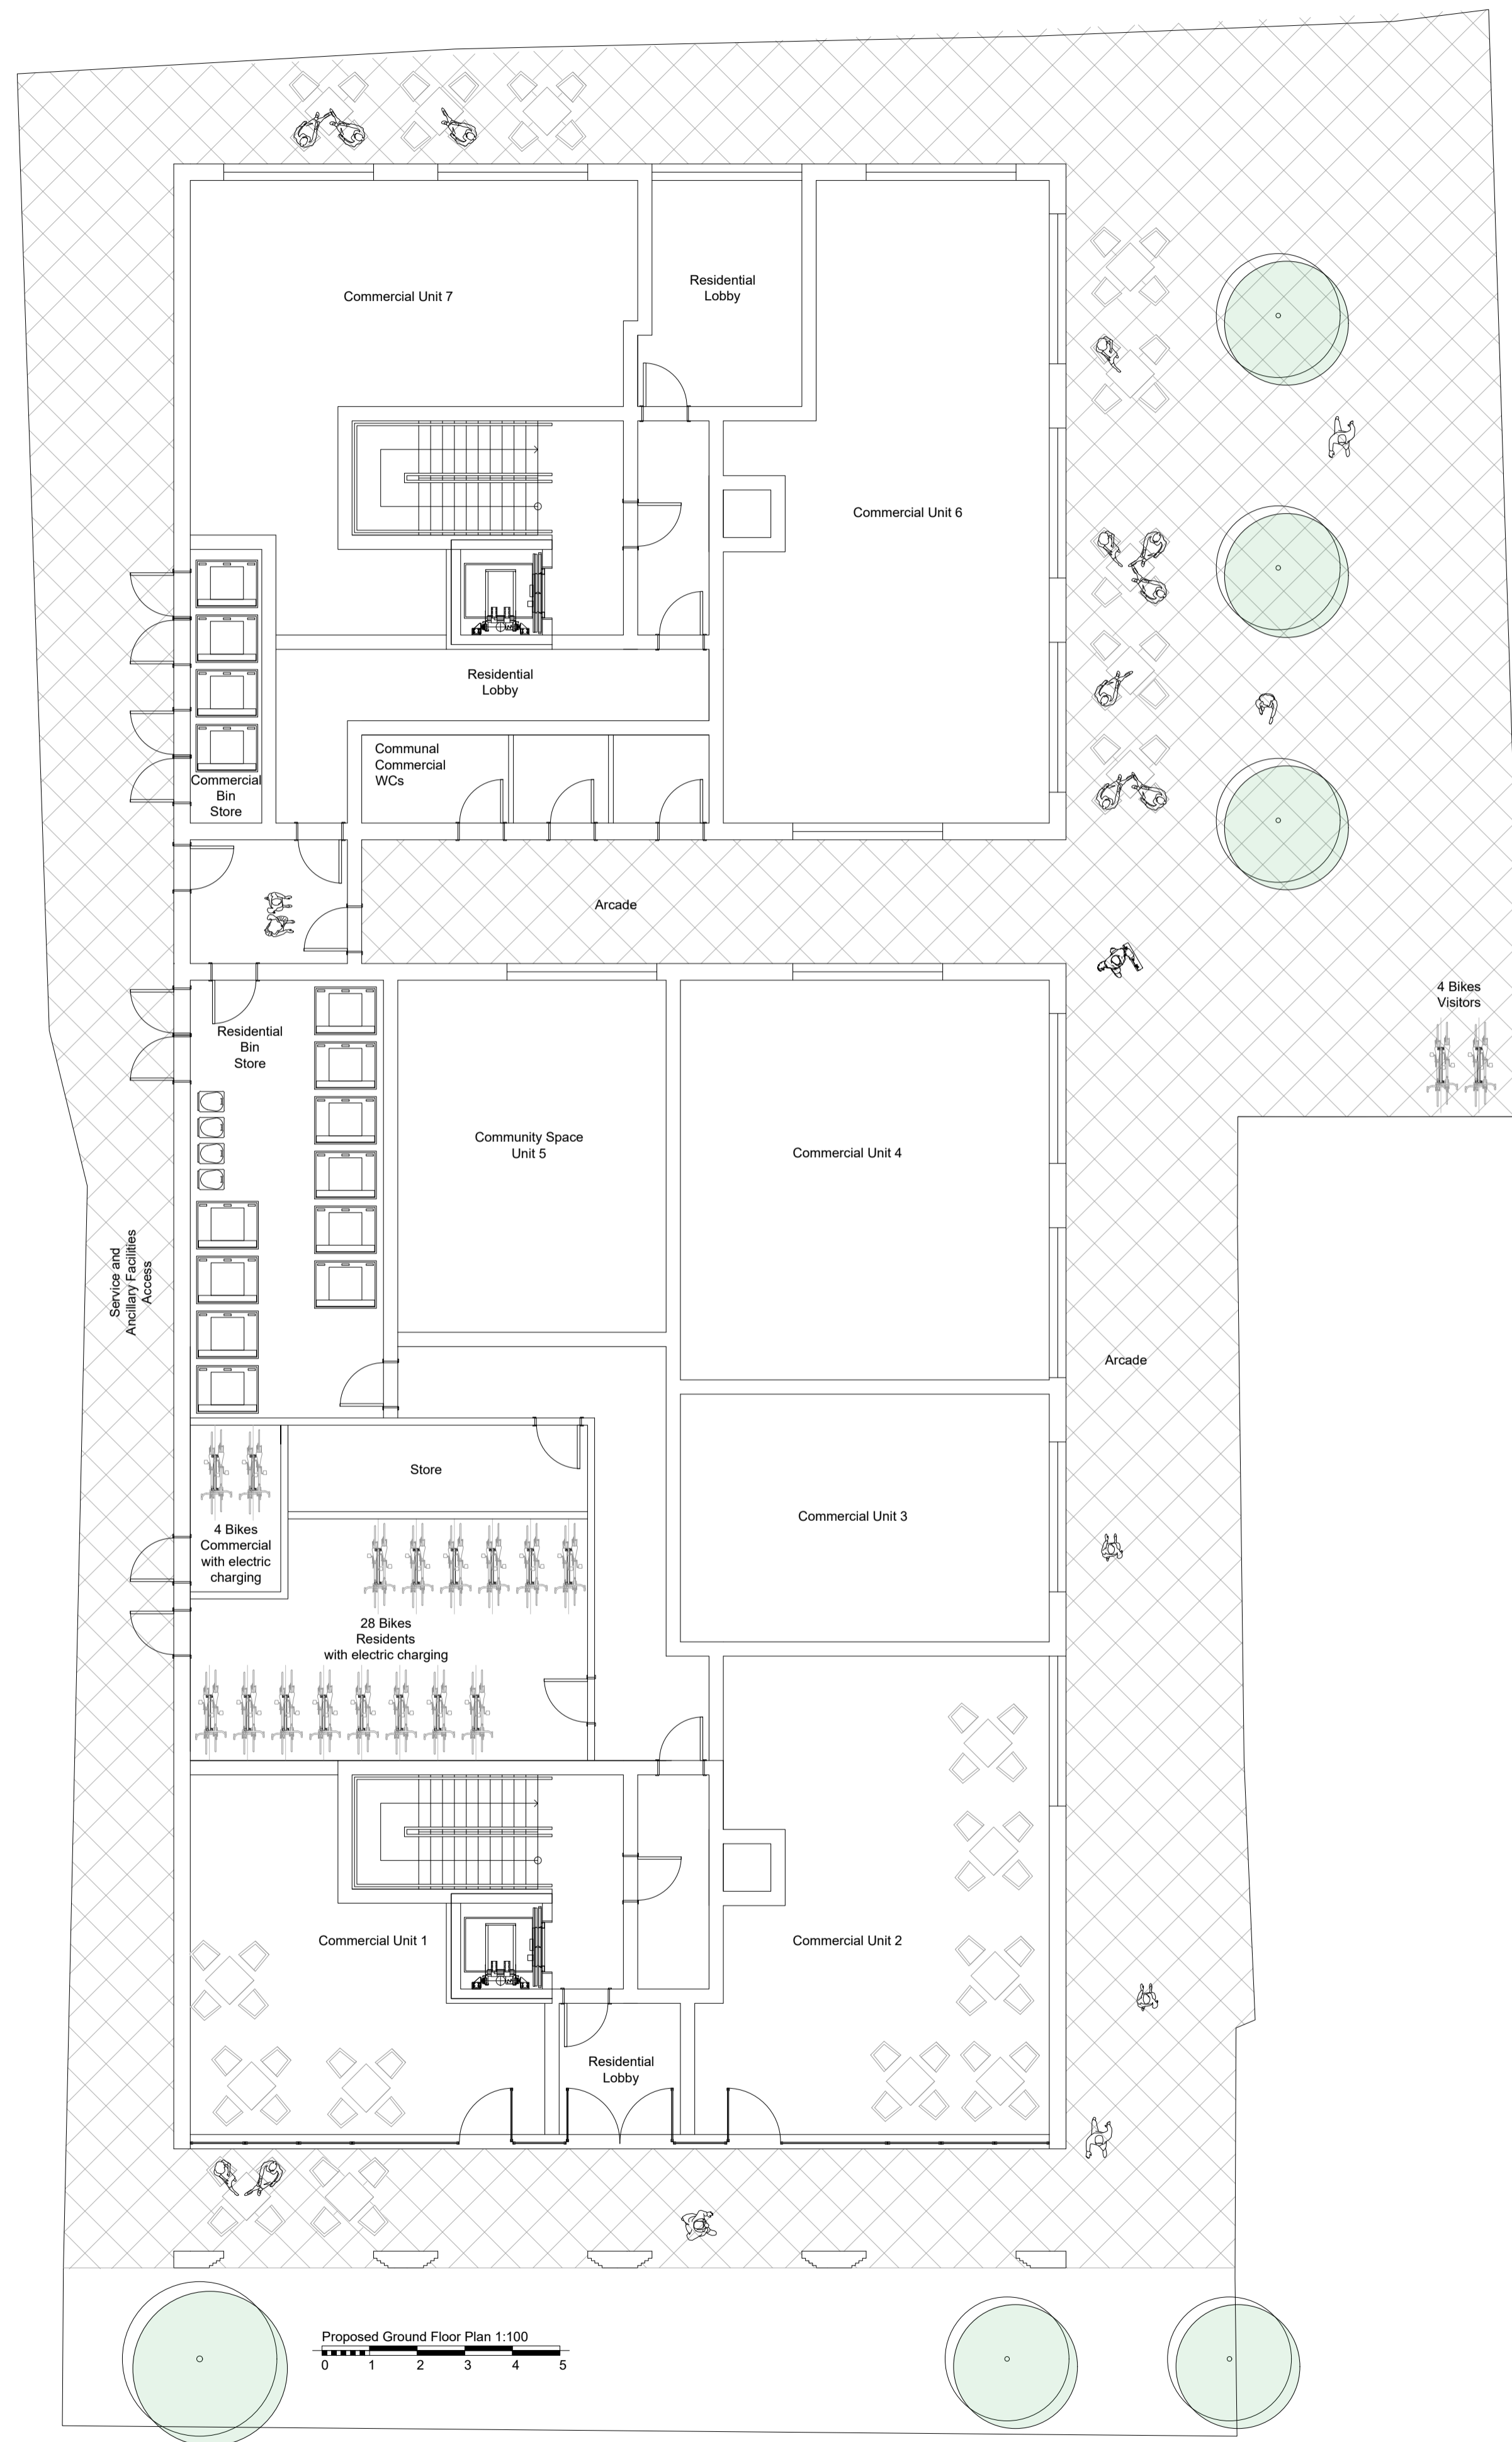 Commercial Unit 7
Residential
Lobby
Commercial Unit 6
Residential
Lobby
Communal
Commercial
WCs
Commercial
Bin
Store
Arcade
4 Bikes
Visitors
Residential
Bin
Store
Community Space
Unit 5
Commercial Unit 4
Service and
Ancillary Facilities
Access
Arcade
Store
Commercial Unit 3
4 Bikes
Commercial
with electric
charging
28 Bikes
Residents
with electric charging
Commercial Unit 1
Commercial Unit 2
Residential
Lobby
Proposed Ground Floor Plan 1:100
0 1 2 3 4 5